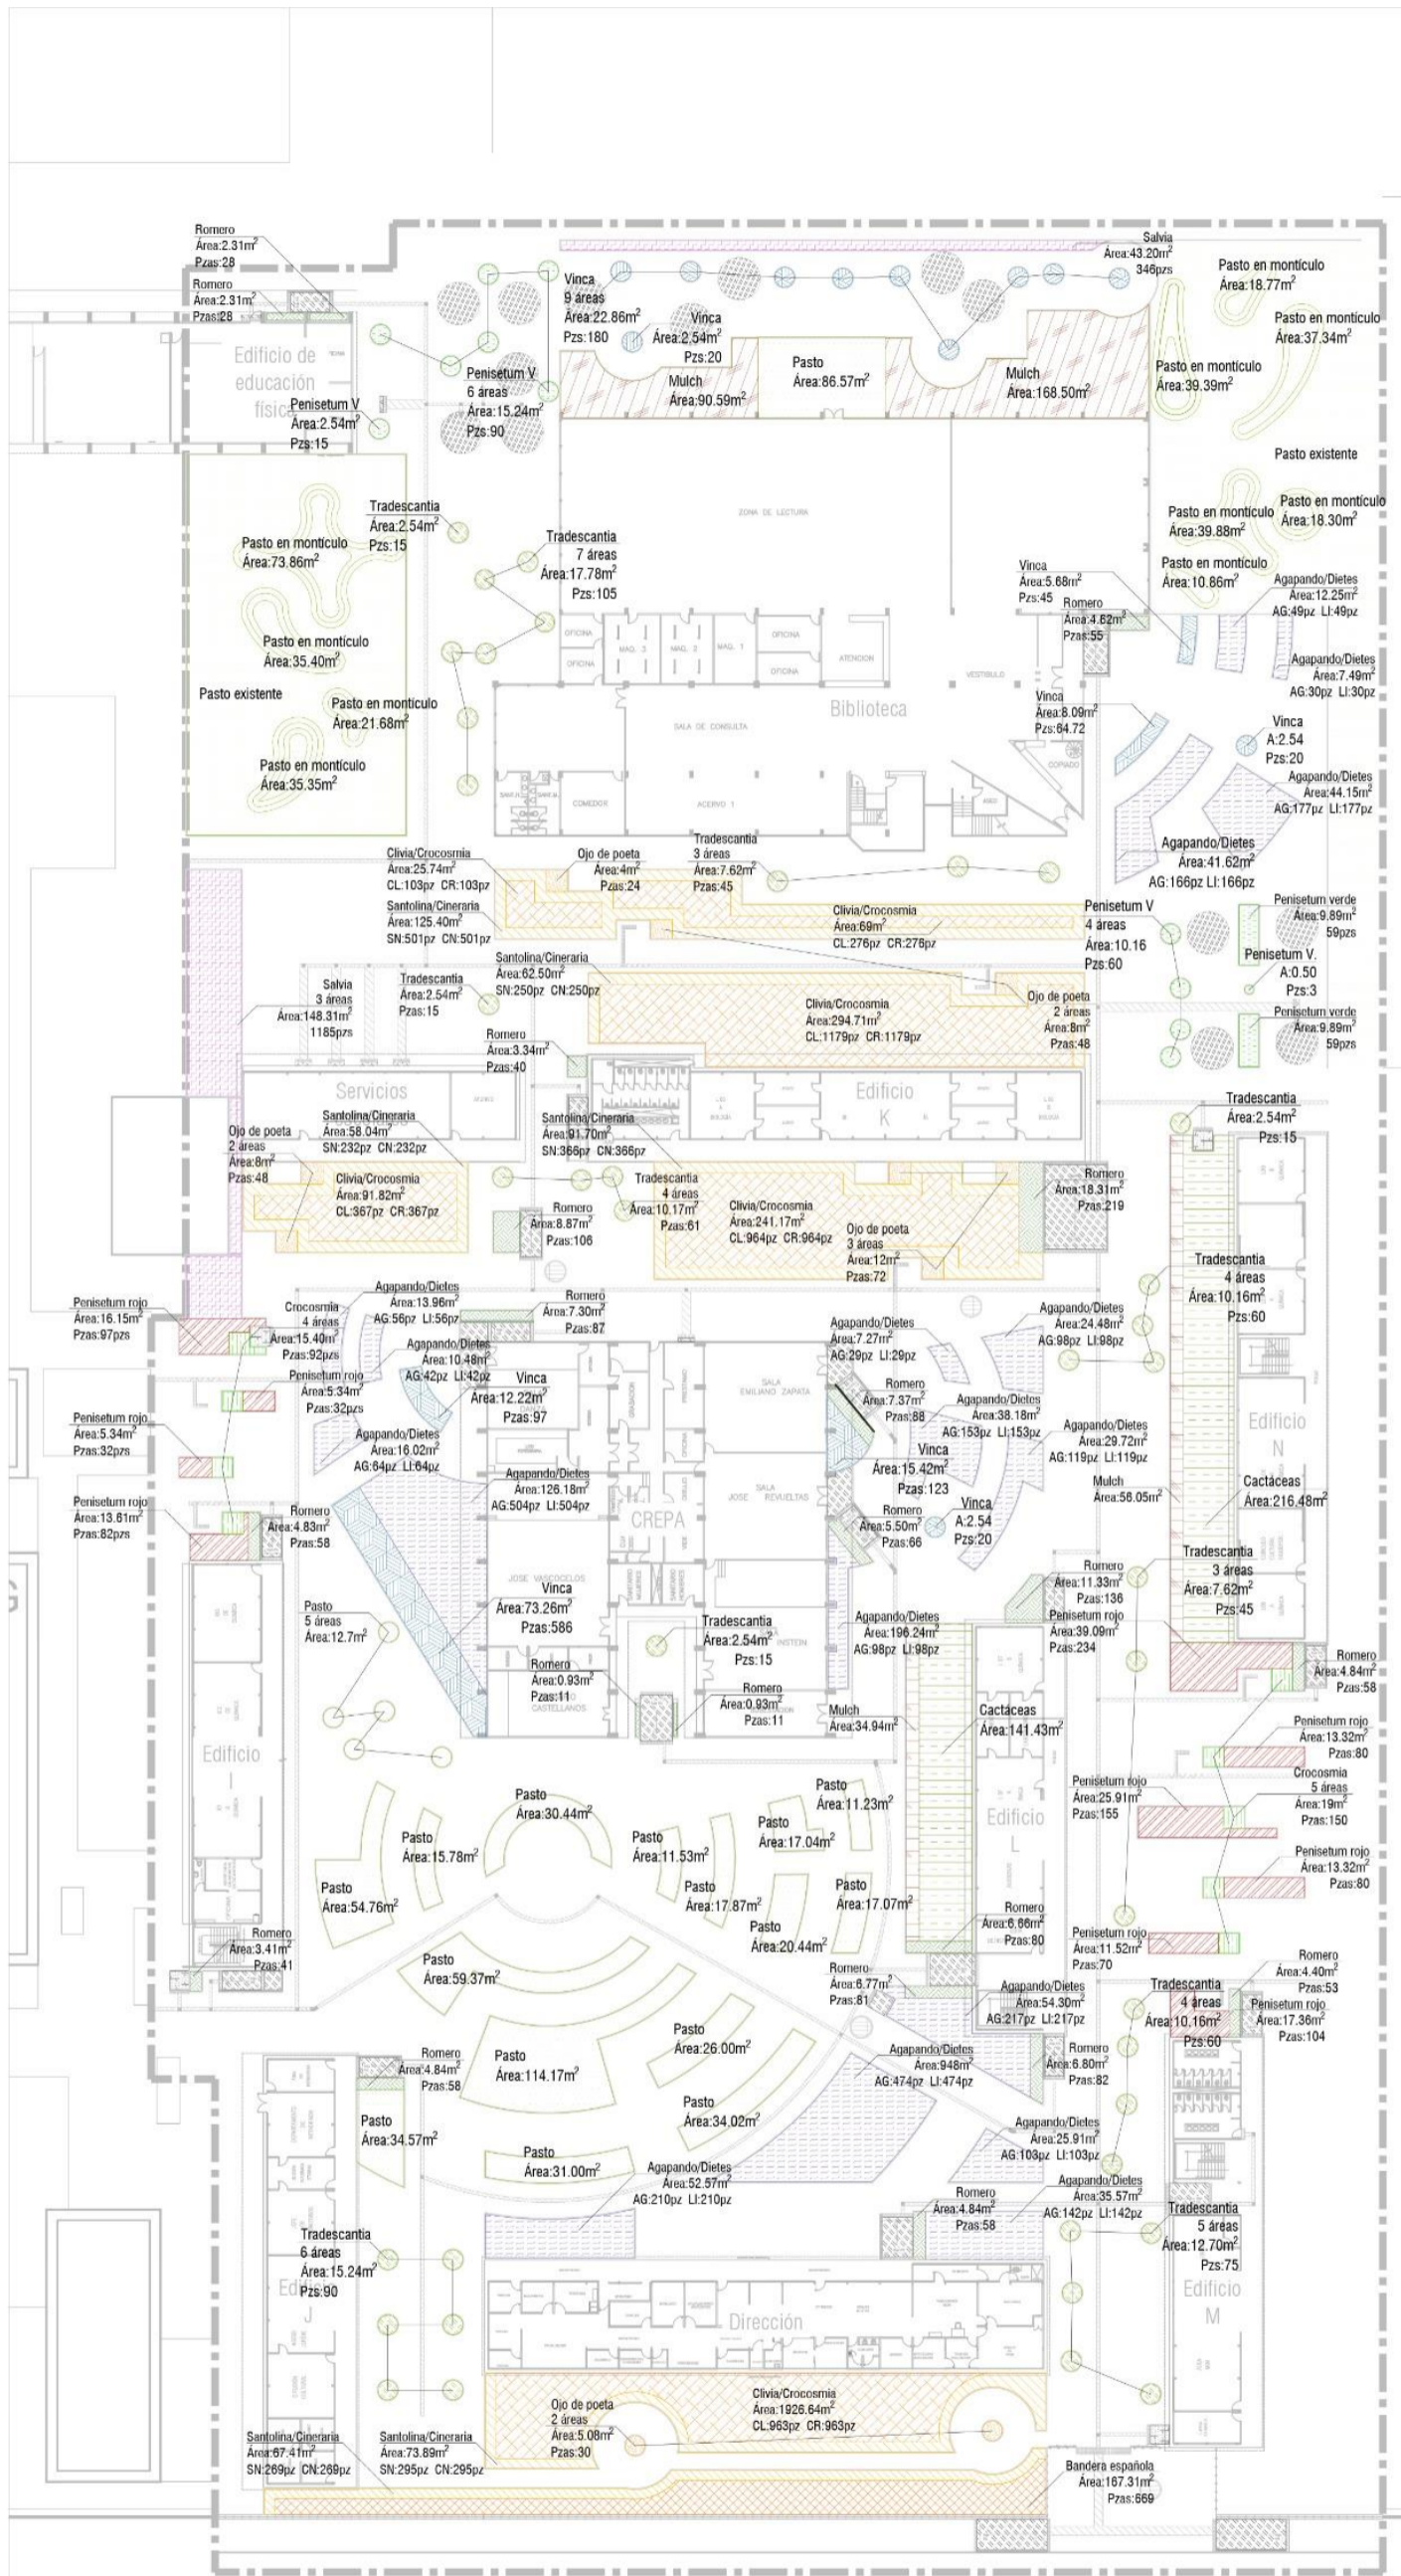 Romero
Área:2.31m²
Pzas:28
Romero
Área:2.31m²
Pzas:28
Edificio de
educación
física
Vinca
9 áreas
Área:22.86m²
Pzs:180
Vinca
Área:2.54m²
Pzs:20
Salvia
Área:43.20m²
346pzs
Pasto en montículo
Área:18.77m²
Pasto en montículo
Área:37.34m²
Pasto en montículo
Área:39.39m²
Penisetum V
6 áreas
Área:15.24m²
Pzs:90
Penisetum V
Área:2.54m²
Pzs:15
Mulch
Área:90.59m²
Pasto
Área:86.57m²
Mulch
Área:168.50m²
Pasto existente
Tradescantia
Área:2.54m²
Pzs:15
ZONA DE LECTURA
Pasto en montículo
Área:18.30m²
Pasto en montículo
Área:39.88m²
Pasto en montículo
Área:73.86m²
Tradescantia
7 áreas
Área:17.78m²
Pzs:105
Pasto en montículo
Área:10.86m²
Vinca
Área:5.68m²
Pzs:45
Agapando/Dietes
Área:12.25m²
AG:49pz LI:49pz
Romero
Área:4.62m²
Pzas:55
OFICINA
OFICINA
MAQ. 3
MAQ. 2
MAQ. 1
OFICINA
OFICINA
ATENCION
VESTIBULO
Pasto en montículo
Área:35.40m²
Agapando/Dietes
Área:7.49m²
AG:30pz LI:30pz
Pasto existente
Pasto en montículo
Área:21.68m²
Biblioteca
SALA DE CONSULTA
Vinca
Área:8.09m²
Pzs:64.72
Vinca
A:2.54
Pzs:20
Pasto en montículo
Área:35.35m²
COPIADO
COMEDOR
ACERVO 1
ASEO
Agapando/Dietes
Área:44.15m²
AG:177pz LI:177pz
Agapando/Dietes
Área:41.62m²
AG:166pz LI:166pz
Clivia/Crocosmia
Área:25.74m²
CL:103pz CR:103pz
Ojo de poeta
Área:4m²
Pzas:24
Tradescantia
3 áreas
Área:7.62m²
Pzas:45
Santolina/Cineraria
Área:125.40m²
SN:501pz CN:501pz
Clivia/Crocosmia
Área:69m²
CL:276pz CR:276pz
Penisetum V
4 áreas
Área:10.16
Pzs:60
Penisetum verde
Área:9.89m²
59pzs
Penisetum V.
A:0.50
Pzs:3
Penisetum verde
Área:9.89m²
59pzs
Santolina/Cineraria
Área:62.50m²
SN:250pz CN:250pz
Salvia
3 áreas
Área:148.31m²
1185pzs
Tradescantia
Área:2.54m²
Pzas:15
Clivia/Crocosmia
Área:294.71m²
CL:1179pz CR:1179pz
Ojo de poeta
2 áreas
Área:8m²
Pzas:48
Romero
Área:3.34m²
Pzas:40
Servicios
Edificio
K
Santolina/Cineraria
Área:58.04m²
SN:232pz CN:232pz
Santolina/Cineraria
Área:91.70m²
SN:366pz CN:366pz
Tradescantia
Área:2.54m²
Pzs:15
Ojo de poeta
2 áreas
Área:8m²
Pzas:48
Clivia/Crocosmia
Área:91.82m²
CL:367pz CR:367pz
Tradescantia
4 áreas
Área:10.17m²
Pzas:61
Clivia/Crocosmia
Área:241.17m²
CL:964pz CR:964pz
Romero
Área:18.31m²
Pzas:219
Romero
Área:8.87m²
Pzas:106
Ojo de poeta
3 áreas
Área:12m²
Pzas:72
Tradescantia
4 áreas
Área:10.16m²
Pzas:60
Penisetum rojo
Área:16.15m²
Pzas:97pzs
Crocosmia
4 áreas
Área:15.40m²
Pzas:92pzs
Agapando/Dietes
Área:13.96m²
AG:56pz LI:56pz
Romero
Área:7.30m²
Pzas:87
Agapando/Dietes
Área:7.27m²
AG:29pz LI:29pz
Agapando/Dietes
Área:24.48m²
AG:98pz LI:98pz
Agapando/Dietes
Área:10.48m²
AG:42pz LI:42pz
Penisetum rojo
Área:5.34m²
Pzas:32pzs
Vinca
Área:12.22m²
Pzas:97
SALA
EMILIANO ZAPATA
Romero
Área:7.37m²
Pzas:88
Agapando/Dietes
Área:38.18m²
AG:153pz LI:153pz
Edificio
N
Penisetum rojo
Área:5.34m²
Pzas:32pzs
Agapando/Dietes
Área:16.02m²
AG:64pz LI:64pz
Agapando/Dietes
Área:29.72m²
AG:119pz LI:119pz
Vinca
Área:15.42m²
Pzas:123
Agapando/Dietes
Área:126.18m²
AG:504pz LI:504pz
SALA
JOSE REVUELTAS
Mulch
Área:56.05m²
Cactáceas
Área:216.48m²
Penisetum rojo
Área:13.61m²
Pzas:82pzs
Romero
Área:4.83m²
Pzas:58
CREPA
Romero
Área:5.50m²
Pzas:66
Vinca
A:2.54
Pzs:20
Tradescantia
3 áreas
Área:7.62m²
Pzas:45
JOSE VASCOCELOS
Vinca
Área:73.26m²
Pzas:586
Romero
Área:11.33m²
Pzas:136
Pasto
5 áreas
Área:12.7m²
Tradescantia
Área:2.54m²
Pzs:15
Agapando/Dietes
Área:196.24m²
AG:98pz LI:98pz
Penisetum rojo
Área:39.09m²
Pzas:234
Romero
Área:4.84m²
Pzas:58
Romero
Área:0.93m²
Pzas:11
CASTELLANOS
Romero
Área:0.93m²
Pzas:11
Mulch
Área:34.94m²
Cactáceas
Área:141.43m²
Edificio
I
Penisetum rojo
Área:13.32m²
Pzas:80
Crocosmia
5 áreas
Área:19m²
Pzas:150
Penisetum rojo
Área:25.91m²
Pzas:155
Pasto
Área:30.44m²
Pasto
Área:11.23m²
Pasto
Área:17.04m²
Pasto
Área:15.78m²
Pasto
Área:11.53m²
Edificio
L
Penisetum rojo
Área:13.32m²
Pzas:80
Pasto
Área:54.76m²
Pasto
Área:17.87m²
Pasto
Área:17.07m²
Romero
Área:6.66m²
Pzas:80
Pasto
Área:20.44m²
Romero
Área:3.41m²
Pzas:41
Pasto
Área:59.37m²
Penisetum rojo
Área:11.52m²
Pzas:70
Romero
Área:6.77m²
Pzas:81
Romero
Área:4.40m²
Pzas:53
Agapando/Dietes
Área:54.30m²
AG:217pz LI:217pz
Tradescantia
4 áreas
Área:10.16m²
Pzs:60
Penisetum rojo
Área:17.36m²
Pzas:104
Romero
Área:4.84m²
Pzas:58
Pasto
Área:114.17m²
Pasto
Área:26.00m²
Agapando/Dietes
Área:948m²
AG:474pz LI:474pz
Romero
Área:6.80m²
Pzas:82
Pasto
Área:34.57m²
Pasto
Área:34.02m²
Agapando/Dietes
Área:25.91m²
AG:103pz LI:103pz
Pasto
Área:31.00m²
Agapando/Dietes
Área:52.57m²
AG:210pz LI:210pz
Agapando/Dietes
Área:35.57m²
AG:142pz LI:142pz
Romero
Área:4.84m²
Pzas:58
Tradescantia
5 áreas
Área:12.70m²
Pzs:75
Tradescantia
6 áreas
Área:15.24m²
Pzs:90
Edificio
J
Dirección
Edificio
M
Ojo de poeta
2 áreas
Área:5.08m²
Pzas:30
Clivia/Crocosmia
Área:1926.64m²
CL:963pz CR:963pz
Santolina/Cineraria
Área:67.41m²
SN:269pz CN:269pz
Santolina/Cineraria
Área:73.89m²
SN:295pz CN:295pz
Bandera española
Área:167.31m²
Pzas:669